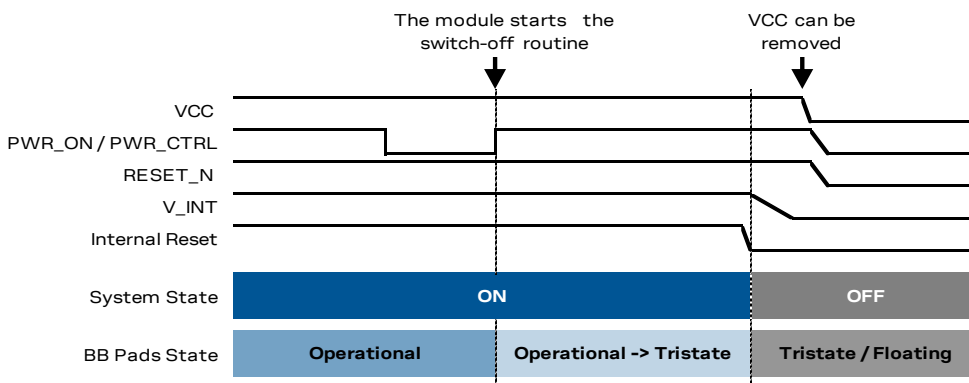 The module starts the
switch-off routine
VCC can be
removed
VCC
PWR_ON / PWR_CTRL
RESET_N
V_INT
Internal Reset
System State
ON
OFF
BB Pads State
Operational
Operational -> Tristate
Tristate / Floating